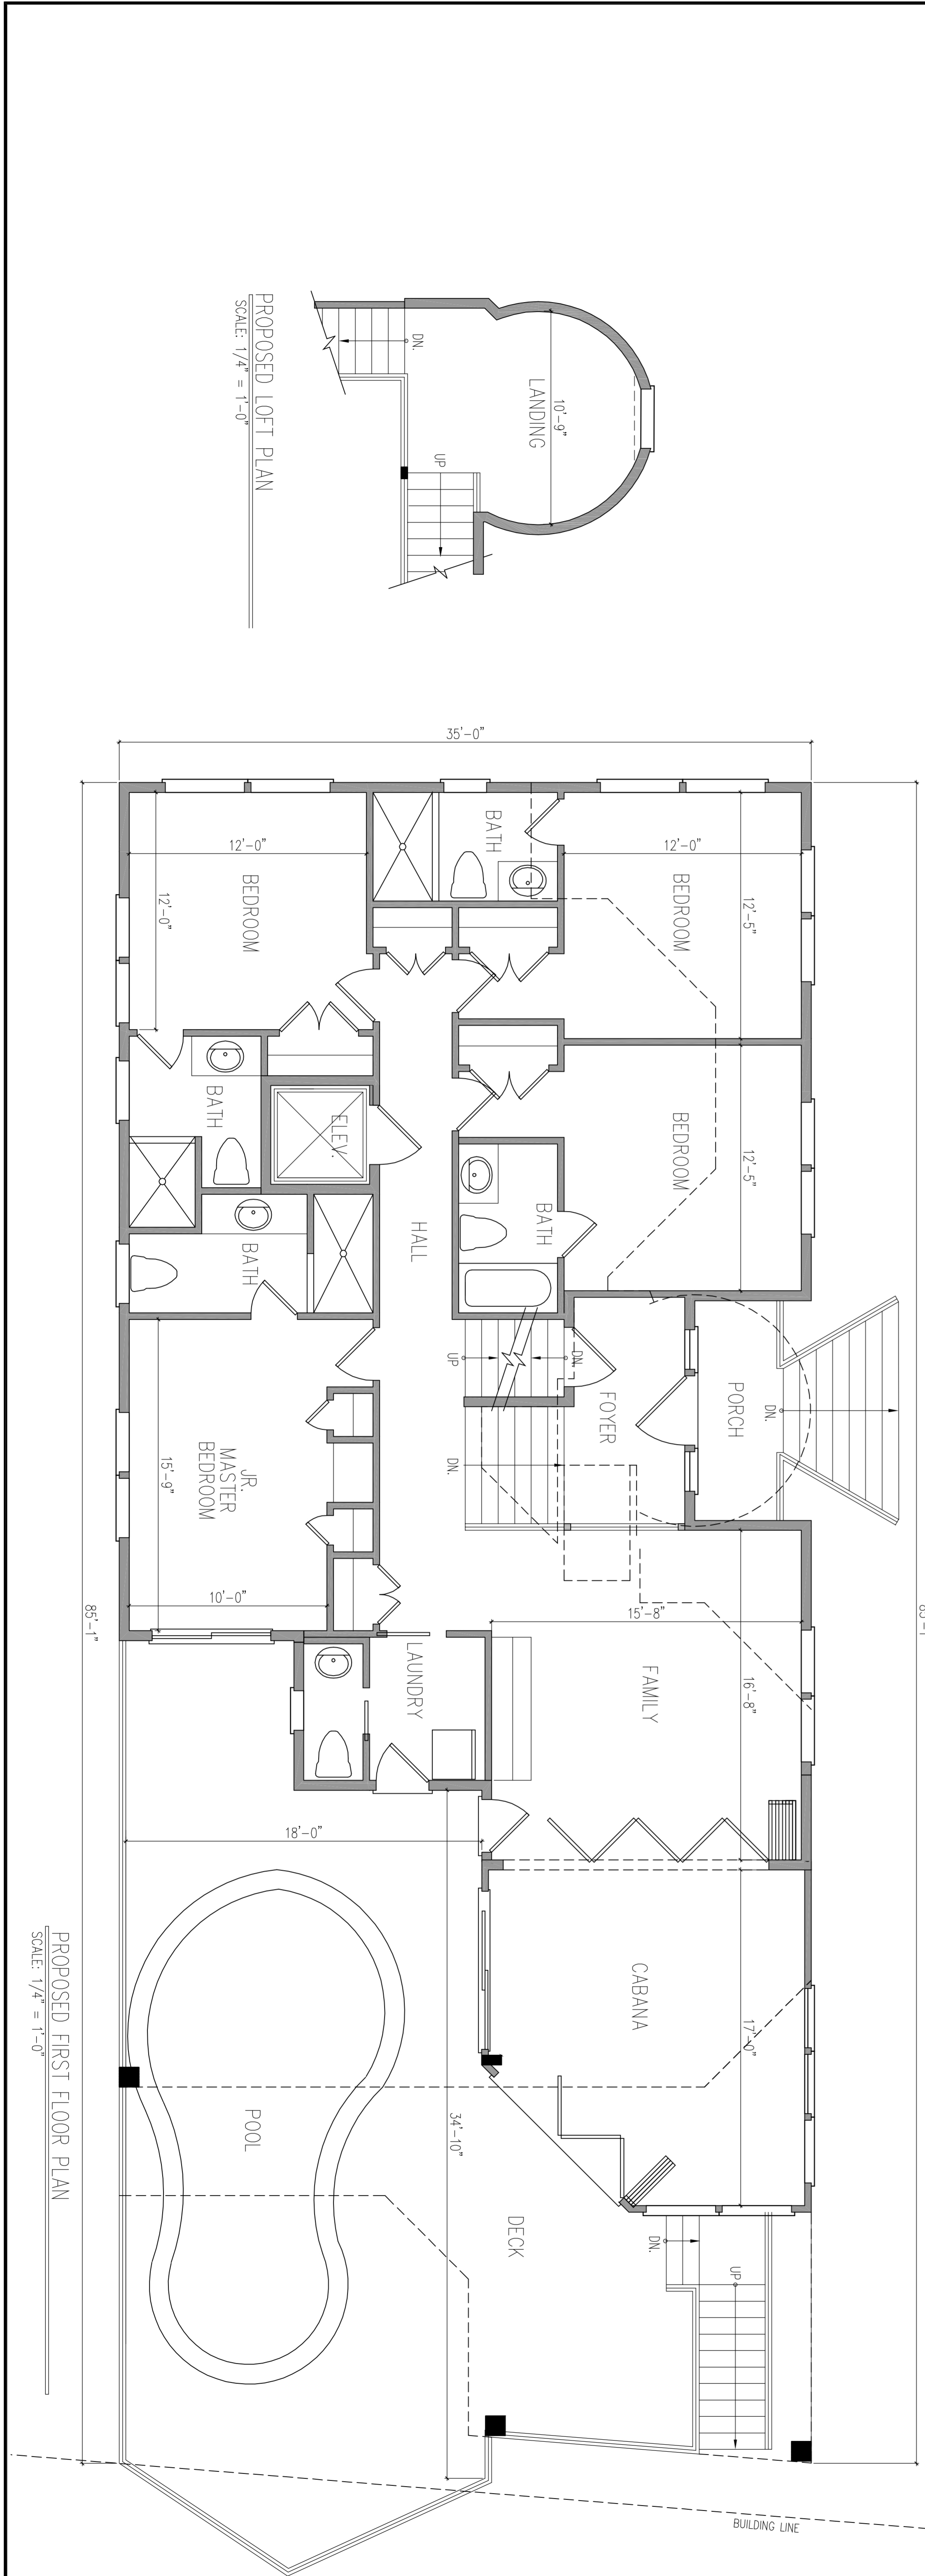 PROPOSED LOFT PLAN
SCALE: 1/4" = 1'-0"
DN.
LANDING
10'-9"
UP
35'-0"
BATH
12'-0"
12'-0"
BEDROOM
12'-0"
BEDROOM
12'-5"
BATH
ELEV.
BEDROOM
12'-5"
HALL
BATH
BATH
UP
DN.
FOYER
PORCH
DN.
DN.
JR.
MASTER
BEDROOM
15'-9"
10'-0"
85'-1"
15'-8"
LAUNDRY
FAMILY
16'-8"
18'-0"
CABANA
17'-0"
POOL
34'-10"
DECK
DN.
UP
PROPOSED FIRST FLOOR PLAN
SCALE: 1/4" = 1'-0"
BUILDING LINE